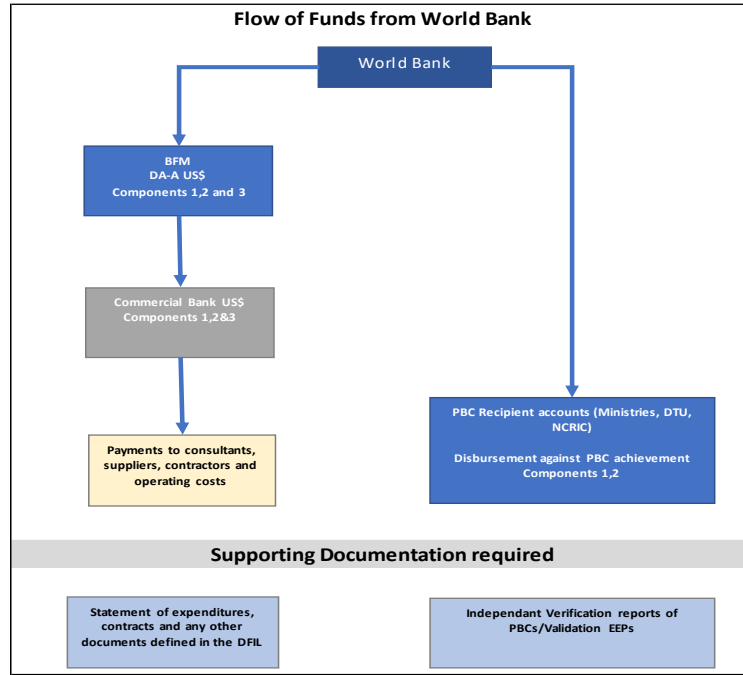 Flow of Funds from World Bank
World Bank
BFM
DA-A US$
Components 1,2 and 3
Commercial Bank US$
Components 1,2&3
Payments to consultants,
suppliers, contractors and
operating costs
PBC Recipient accounts (Ministries, DTU,
NCRIC)
Disbursement against PBC achievement
Components 1,2
Supporting Documentation required
Statement of expenditures,
contracts and any other
documents defined in the DFIL
Independant Verification reports of
PBCs/Validation EEPs